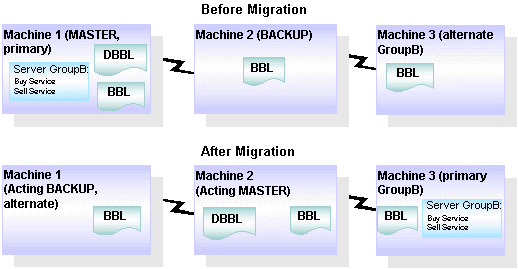 Before Migration
Machine 1 (MASTER,
primary)
DBBL
Server GroupB:
Buy Service
Sell Service
BBL
Machine 2 (BACKUP)
BBL
Machine 3 (alternate
GroupB)
BBL
After Migration
Machine 1
(Acting BACKUP,
alternate)
BBL
Machine 2
(Acting MASTER)
DBBL
BBL
Machine 3 (primary
GroupB)
BBL
Server GroupB:
Buy Service
Sell Service